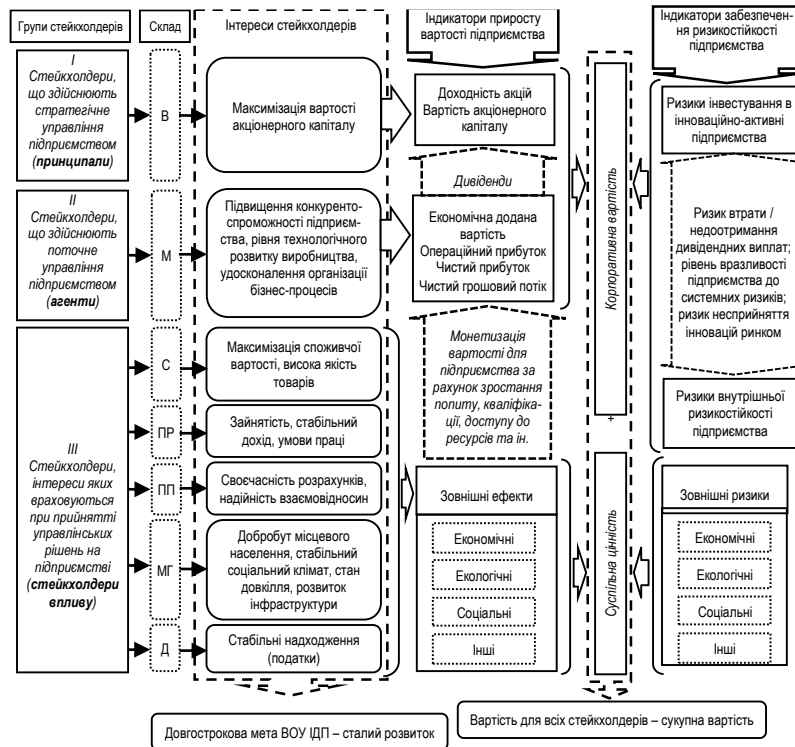 Групи стейкхолдерів
Склад
Інтереси стейкхолдерів
Індикатори приросту
вартості підприємства
Індикатори забезпечен-
ня ризикостійкості
підприємства
I
Стейкхолдери,
що здійснюють
стратегічне
управління
підприємством
(принципали)
В
Максимізація вартості
акціонерного капіталу
Доходність акцій
Вартість акціонерного
капіталу
Ризики інвестування в
інноваційно-активні
підприємства
Дивіденди
II
Стейкхолдери,
що здійснюють
поточне
управління
підприємством
(агенти)
М
Підвищення конкуренто-
спроможності підприєм-
ства, рівня технологічного
розвитку виробництва,
удосконалення організації
бізнес-процесів
Економічна додана
вартість
Операційний прибуток
Чистий прибуток
Чистий грошовий потік
Корпоративна вартість
Ризик втрати /
недоотримання
дивідендних виплат;
рівень вразливості
підприємства до
системних ризиків;
ризик несприйняття
інновацій ринком
III
Стейкхолдери,
інтереси яких
враховуються
при прийнятті
управлінських
рішень на
підприємстві
(стейкхолдери
впливу)
С
Максимізація споживчої
вартості, висока якість
товарів
Монетизація
вартості для
підприємства за
рахунок зростання
попиту, кваліфіка-
ції, доступу до
ресурсів та ін.
Ризики внутрішньої
ризикостійкості
підприємства
+
ПР
Зайнятість, стабільний
дохід, умови праці
ПП
Своєчасність розрахунків,
надійність взаємовідносин
МГ
Добробут місцевого
населення, стабільний
соціальний клімат, стан
довкілля, розвиток
інфраструктури
Д
Стабільні надходження
(податки)
Зовнішні ефекти
Економічні
Екологічні
Соціальні
Інші
Суспільна цінність
Зовнішні ризики
Економічні
Екологічні
Соціальні
Інші
Довгострокова мета ВОУ ІДП – сталий розвиток
Вартість для всіх стейкхолдерів – сукупна вартість